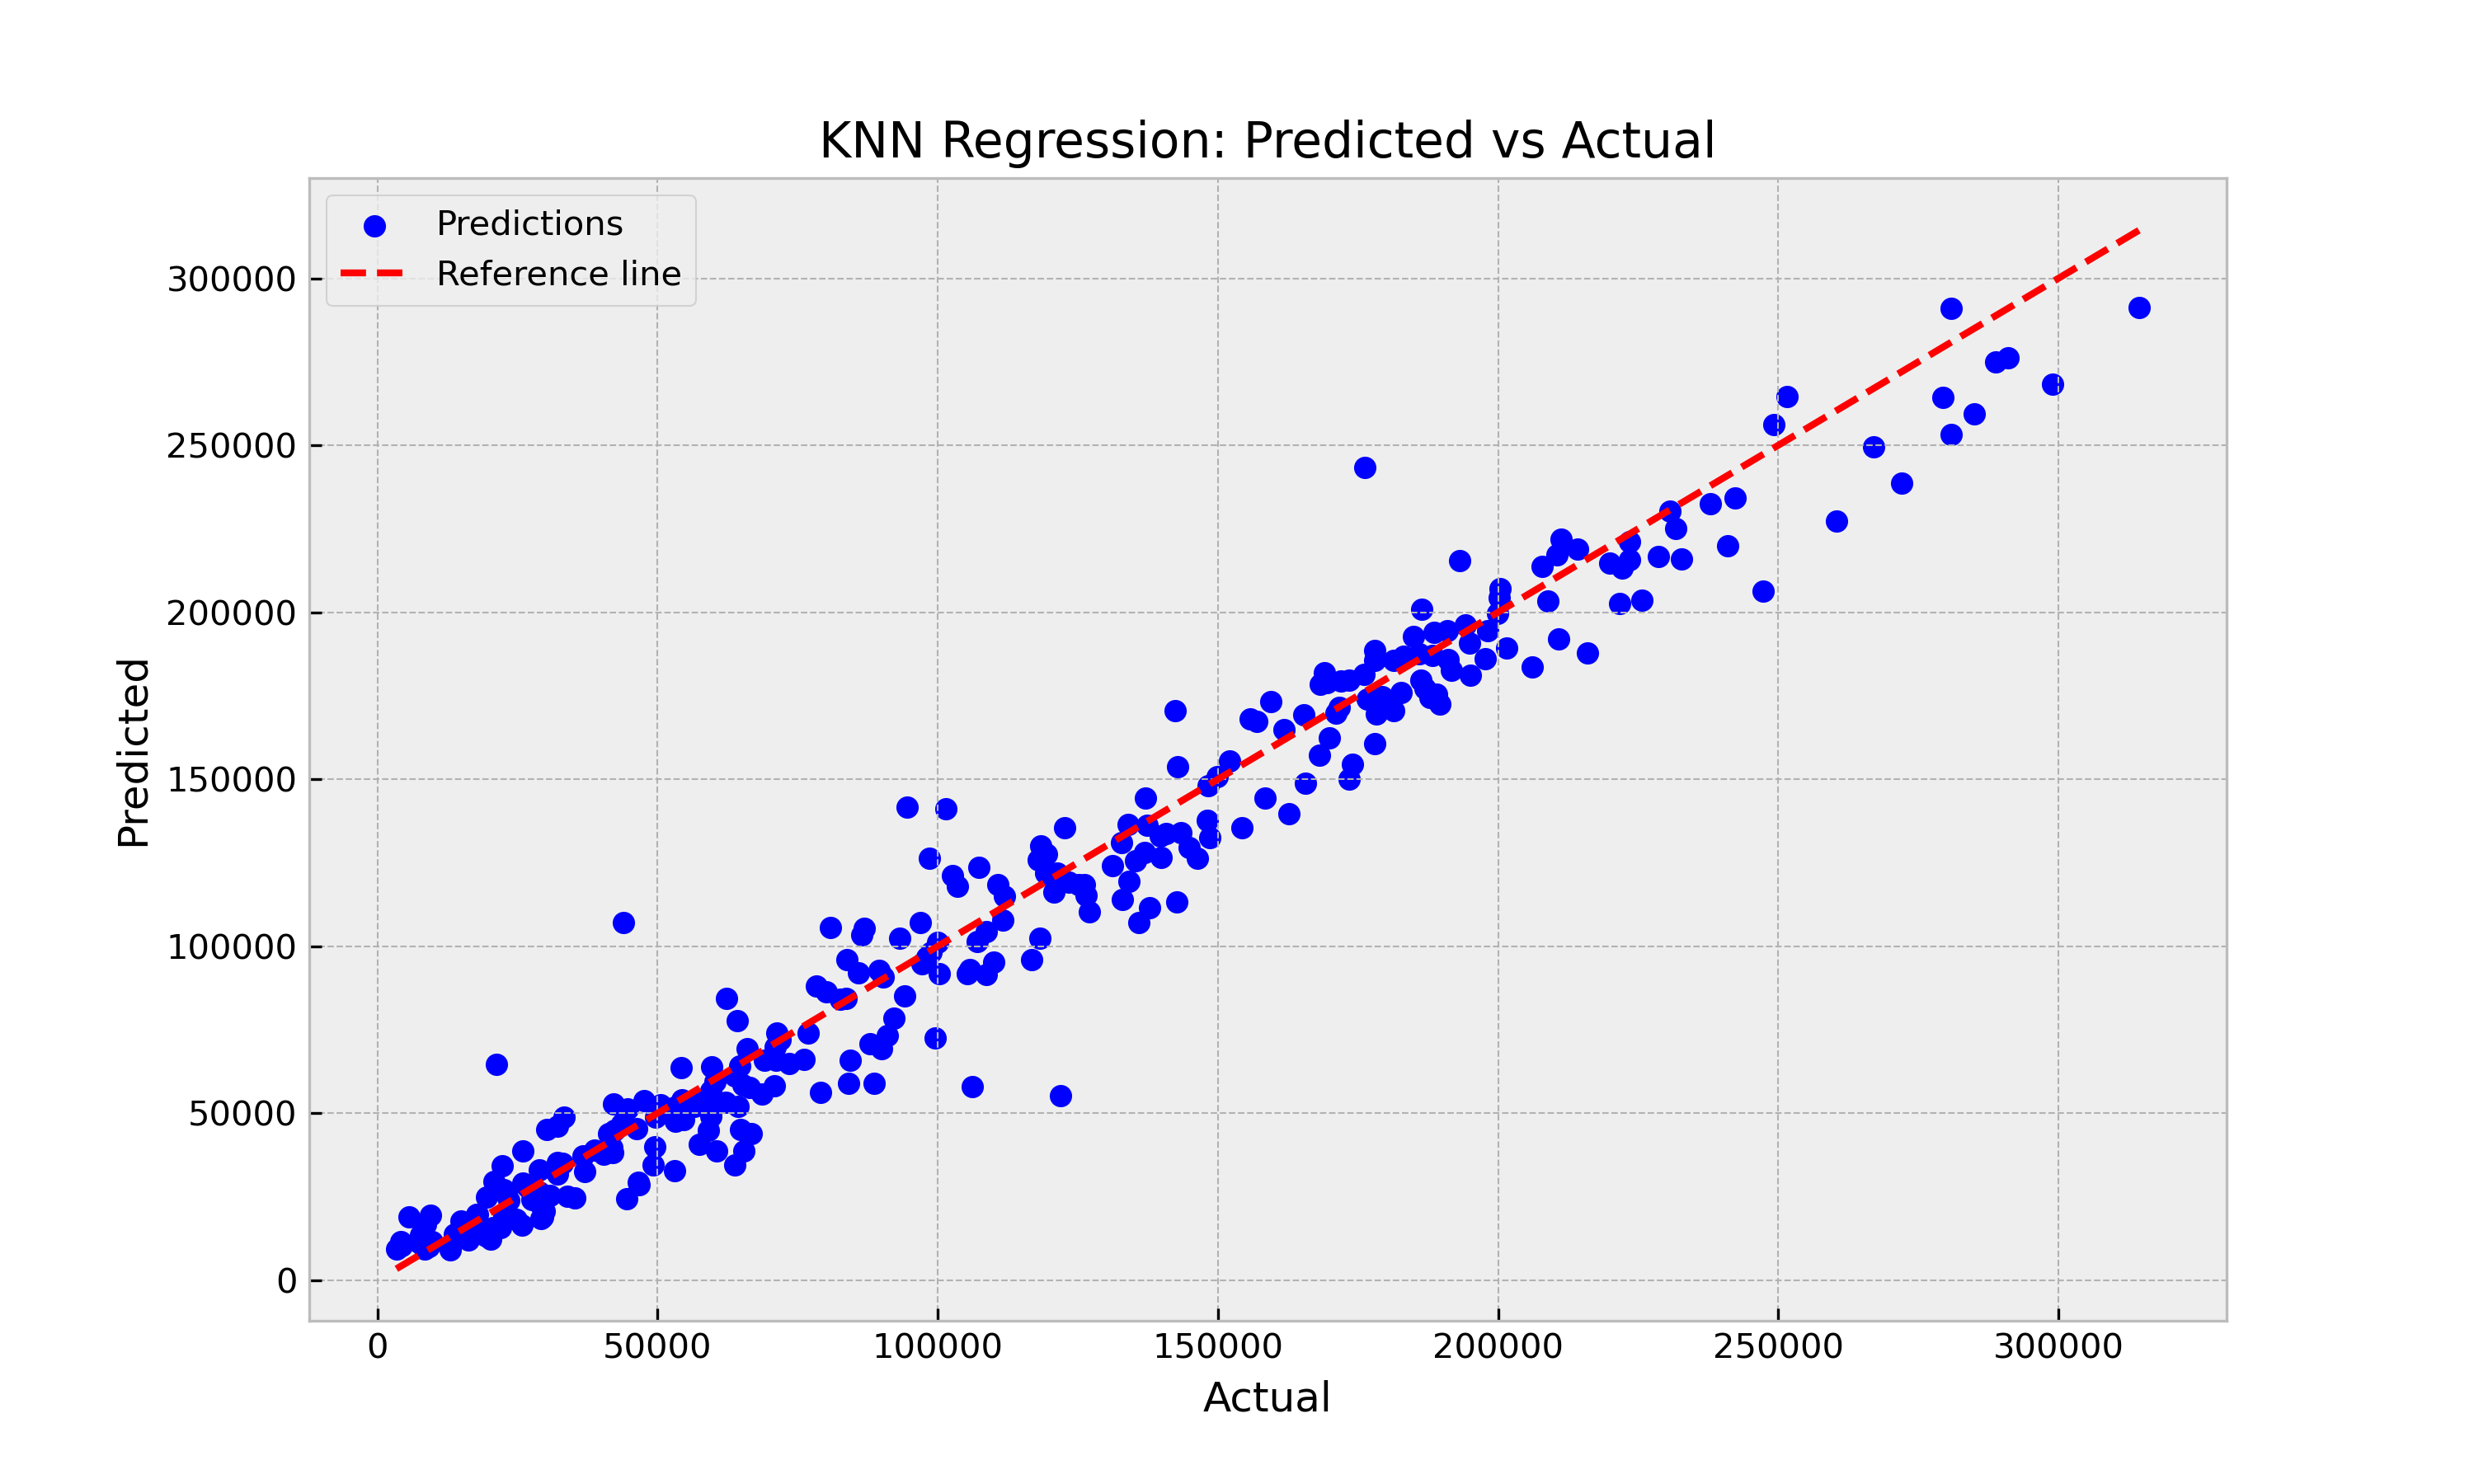 KNN Regression: Predicted vs Actual
Predictions
Reference line
300000
250000
200000
150000
100000
50000
0
Predicted
0 50000 100000 150000 200000 250000 300000
Actual